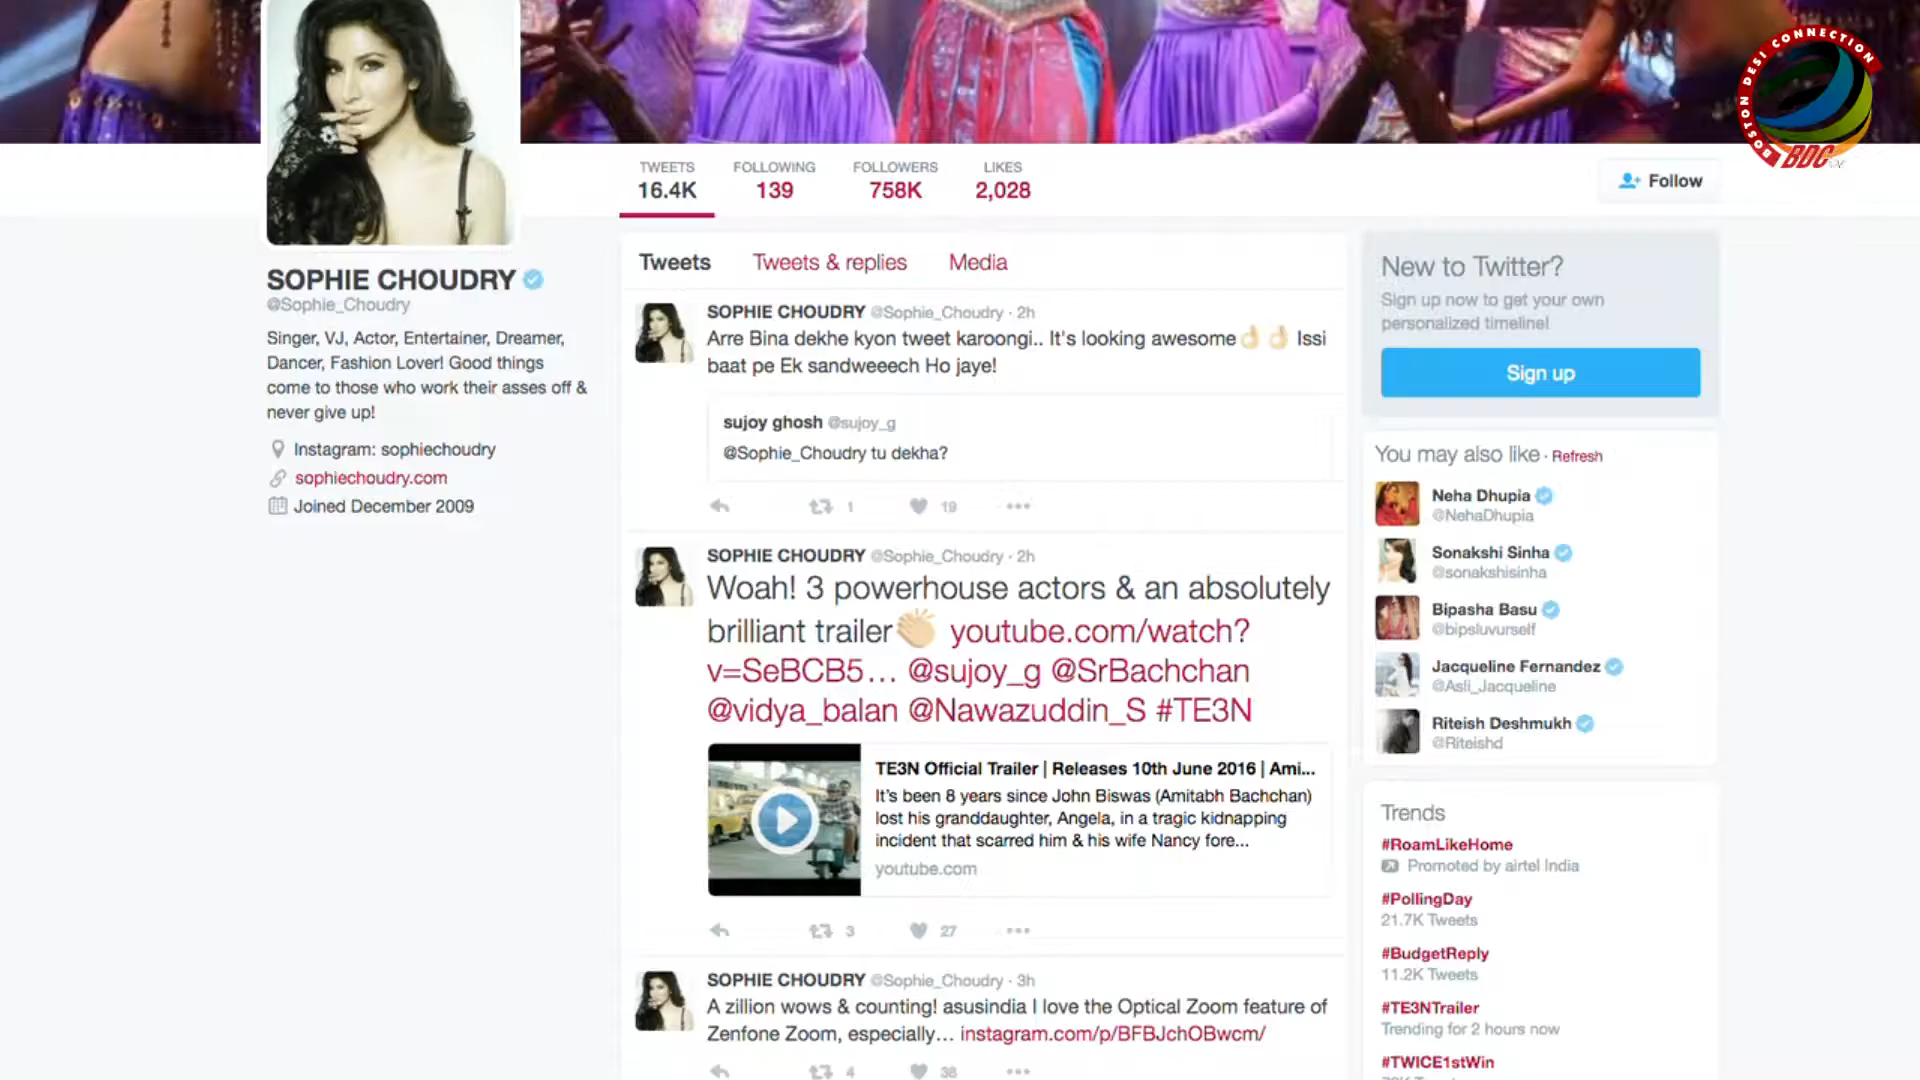 BOSTON DESI CONNECTION
BDC
TWEETS
16.4K
FOLLOWING
139
FOLLOWERS
758K
LIKES
2,028
Follow
SOPHIE CHOUDRY
@Sophie_Choudry
Singer, VJ, Actor, Entertainer, Dreamer,
Dancer, Fashion Lover! Good things
come to those who work their asses off &
never give up!
Instagram: sophiechoudry
sophiechoudry.com
Joined December 2009
Tweets
Tweets & replies
Media
SOPHIE CHOUDRY @Sophie_Choudry · 2h
Arre Bina dekhe kyon tweet karoongi.. It's looking awesome👌👌 Issi
baat pe Ek sandweeech Ho jaye!
sujoy ghosh @sujoy_g
@Sophie_Choudry tu dekha?
1
19
SOPHIE CHOUDRY @Sophie_Choudry · 2h
Woah! 3 powerhouse actors & an absolutely
brilliant trailer👏 youtube.com/watch?
v=SeBCB5… @sujoy_g @SrBachchan
@vidya_balan @Nawazuddin_S #TE3N
TE3N Official Trailer | Releases 10th June 2016 | Ami...
It's been 8 years since John Biswas (Amitabh Bachchan)
lost his granddaughter, Angela, in a tragic kidnapping
incident that scarred him & his wife Nancy fore...
youtube.com
3
27
SOPHIE CHOUDRY @Sophie_Choudry · 3h
A zillion wows & counting! asusindia I love the Optical Zoom feature of
Zenfone Zoom, especially… instagram.com/p/BFBJchOBwcm/
4
38
New to Twitter?
Sign up now to get your own
personalized timeline!
Sign up
You may also like · Refresh
Neha Dhupia
@NehaDhupia
Sonakshi Sinha
@sonakshisinha
Bipasha Basu
@bipsluvurself
Jacqueline Fernandez
@Asli_Jacqueline
Riteish Deshmukh
@Riteishd
Trends
#RoamLikeHome
Promoted by airtel India
#PollingDay
21.7K Tweets
#BudgetReply
11.2K Tweets
#TE3NTrailer
Trending for 2 hours now
#TWICE1stWin